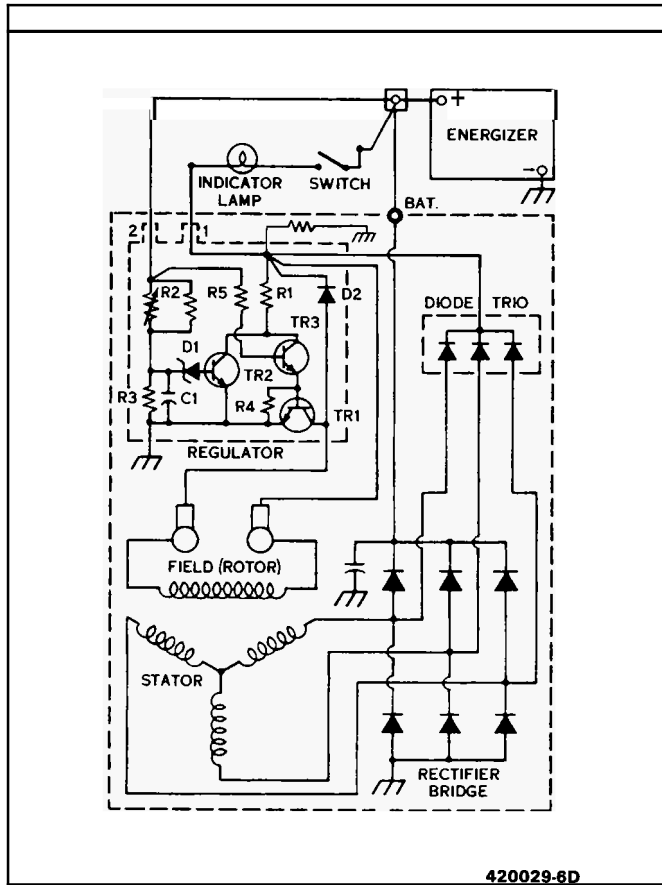 +
ENERGIZER
−
INDICATOR
LAMP
SWITCH
BAT.
2
1
R2
R5
R1
D2
DIODE TRIO
TR3
D1
TR2
R3
C1
R4
TR1
REGULATOR
FIELD (ROTOR)
STATOR
RECTIFIER
BRIDGE
420029-6D